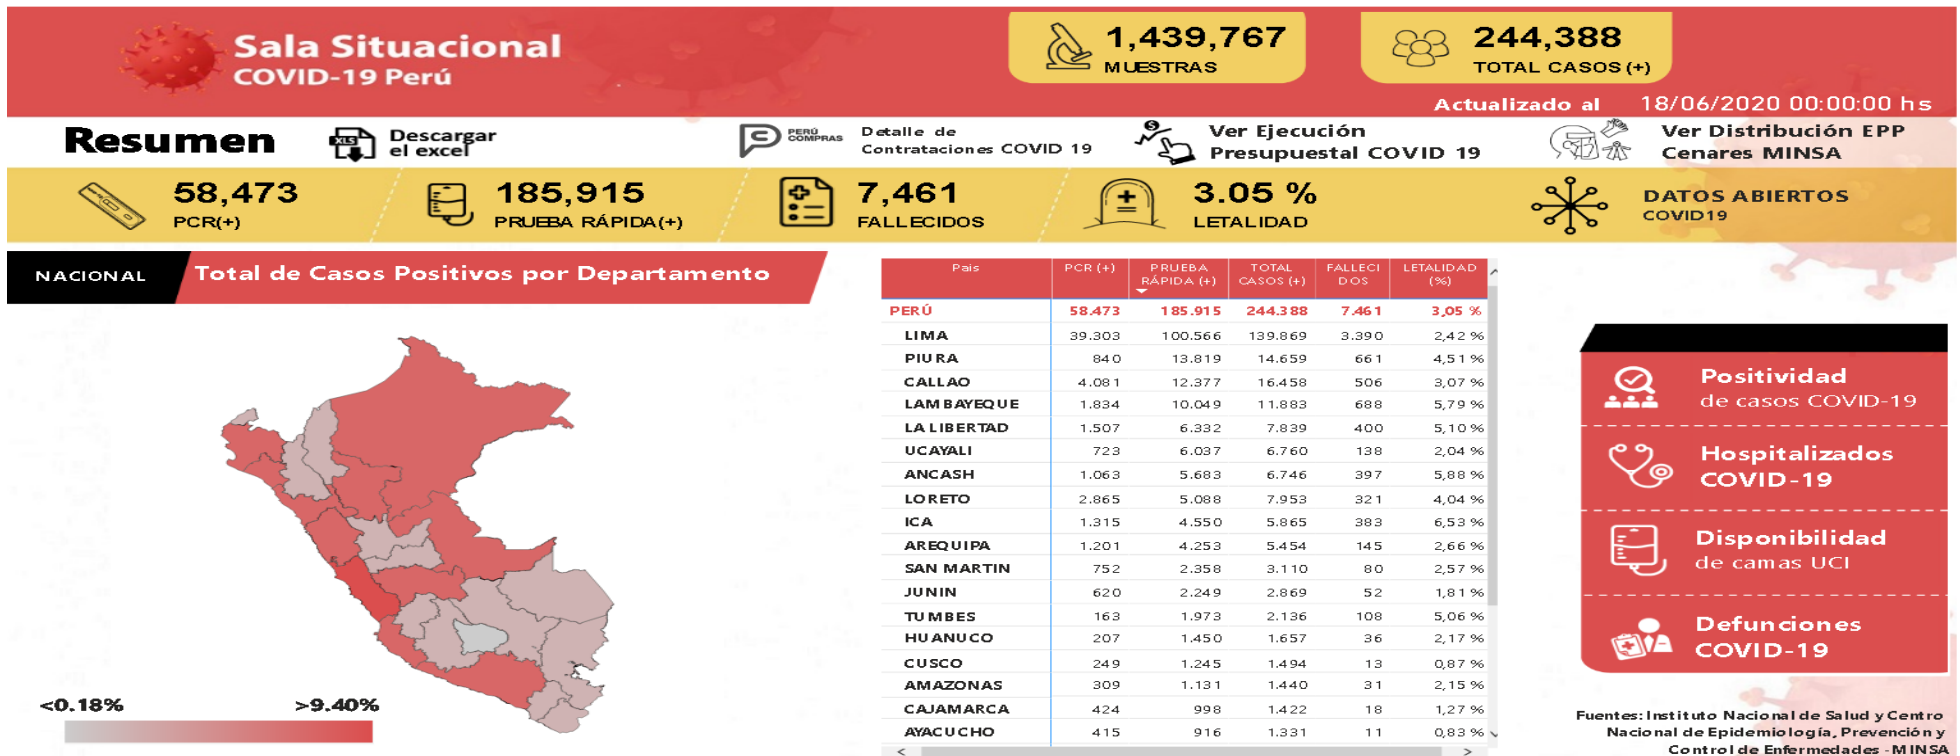 Sala Situacional
COVID-19 Perú
1,439,767
MUESTRAS
244,388
TOTAL CASOS (+)
Actualizado al 18/06/2020 00:00:00 hs
Resumen
XLS
Descargar
el excel
PERÚ
COMPRAS
Detalle de
Contrataciones COVID 19
Ver Ejecución
Presupuestal COVID 19
Ver Distribución EPP
Cenares MINSA
58,473
PCR(+)
185,915
PRUEBA RÁPIDA(+)
7,461
FALLECIDOS
3.05 %
LETALIDAD
DATOS ABIERTOS
COVID19
NACIONAL
Total de Casos Positivos por Departamento
<0.18% >9.40%
Pais PCR (+) PRUEBA RÁPIDA (+) TOTAL CASOS (+) FALLECIDOS LETALIDAD (%)
PERÚ 58.473 185.915 244.388 7.461 3,05 %
LIMA 39.303 100.566 139.869 3.390 2,42 %
PIURA 840 13.819 14.659 661 4,51 %
CALLAO 4.081 12.377 16.458 506 3,07 %
LAMBAYEQUE 1.834 10.049 11.883 688 5,79 %
LA LIBERTAD 1.507 6.332 7.839 400 5,10 %
UCAYALI 723 6.037 6.760 138 2,04 %
ANCASH 1.063 5.683 6.746 397 5,88 %
LORETO 2.865 5.088 7.953 321 4,04 %
ICA 1.315 4.550 5.865 383 6,53 %
AREQUIPA 1.201 4.253 5.454 145 2,66 %
SAN MARTIN 752 2.358 3.110 80 2,57 %
JUNIN 620 2.249 2.869 52 1,81 %
TUMBES 163 1.973 2.136 108 5,06 %
HUANUCO 207 1.450 1.657 36 2,17 %
CUSCO 249 1.245 1.494 13 0,87 %
AMAZONAS 309 1.131 1.440 31 2,15 %
CAJAMARCA 424 998 1.422 18 1,27 %
AYACUCHO 415 916 1.331 11 0,83 %
Positividad
de casos COVID-19
Hospitalizados
COVID-19
Disponibilidad
de camas UCI
Defunciones
COVID-19
Fuentes: Instituto Nacional de Salud y Centro
Nacional de Epidemiología, Prevención y
Control de Enfermedades - MINSA